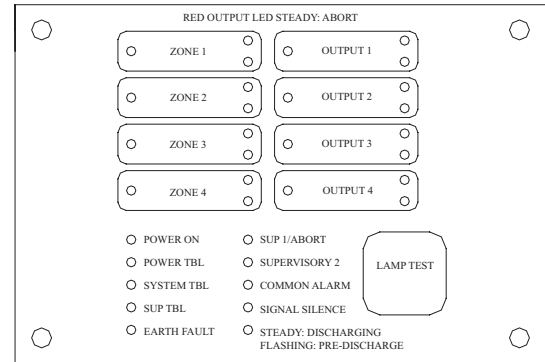 RED OUTPUT LED STEADY: ABORT
ZONE 1
OUTPUT 1
ZONE 2
OUTPUT 2
ZONE 3
OUTPUT 3
ZONE 4
OUTPUT 4
POWER ON
SUP 1/ABORT
POWER TBL
SUPERVISORY 2
LAMP TEST
SYSTEM TBL
COMMON ALARM
SUP TBL
SIGNAL SILENCE
EARTH FAULT
STEADY: DISCHARGING
FLASHING: PRE-DISCHARGE